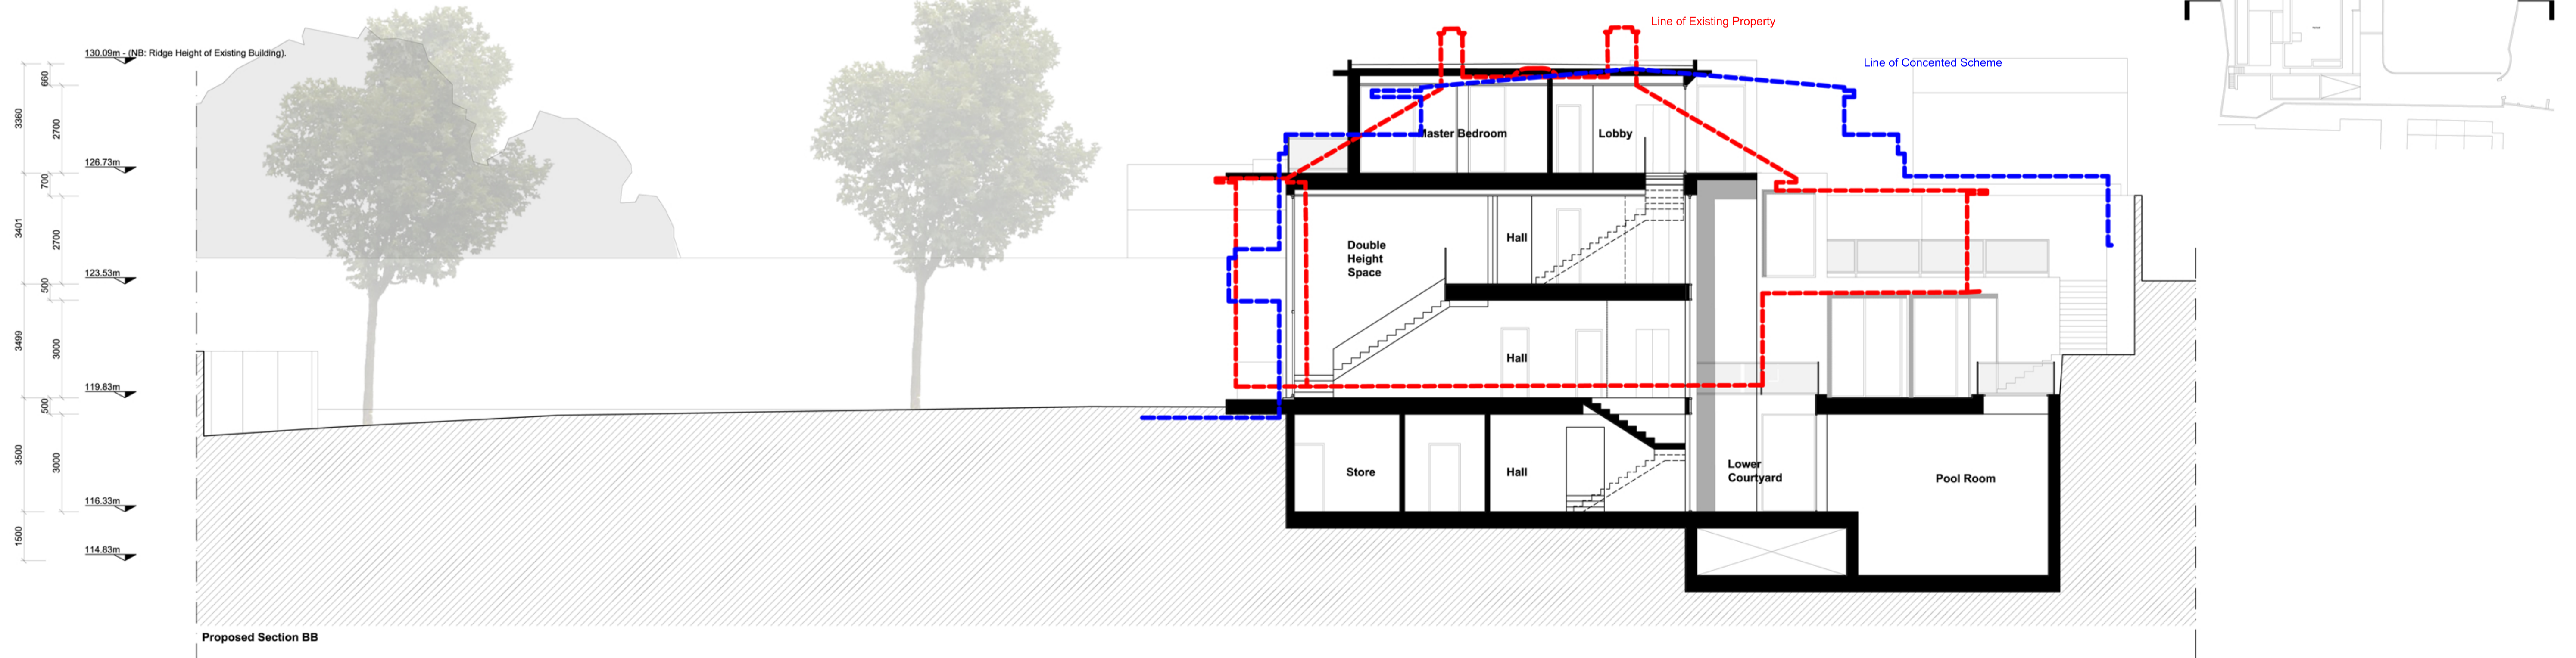 Line of Existing Property
130.09m - (NB: Ridge Height of Existing Building).
Line of Concented Scheme
660
3360
2700
Master Bedroom
Lobby
126.73m
700
3401
2700
Double
Height
Space
Hall
123.53m
500
3499
3000
Hall
119.83m
500
3500
3000
Store
Hall
Lower
Courtyard
Pool Room
116.33m
1500
114.83m
Proposed Section BB